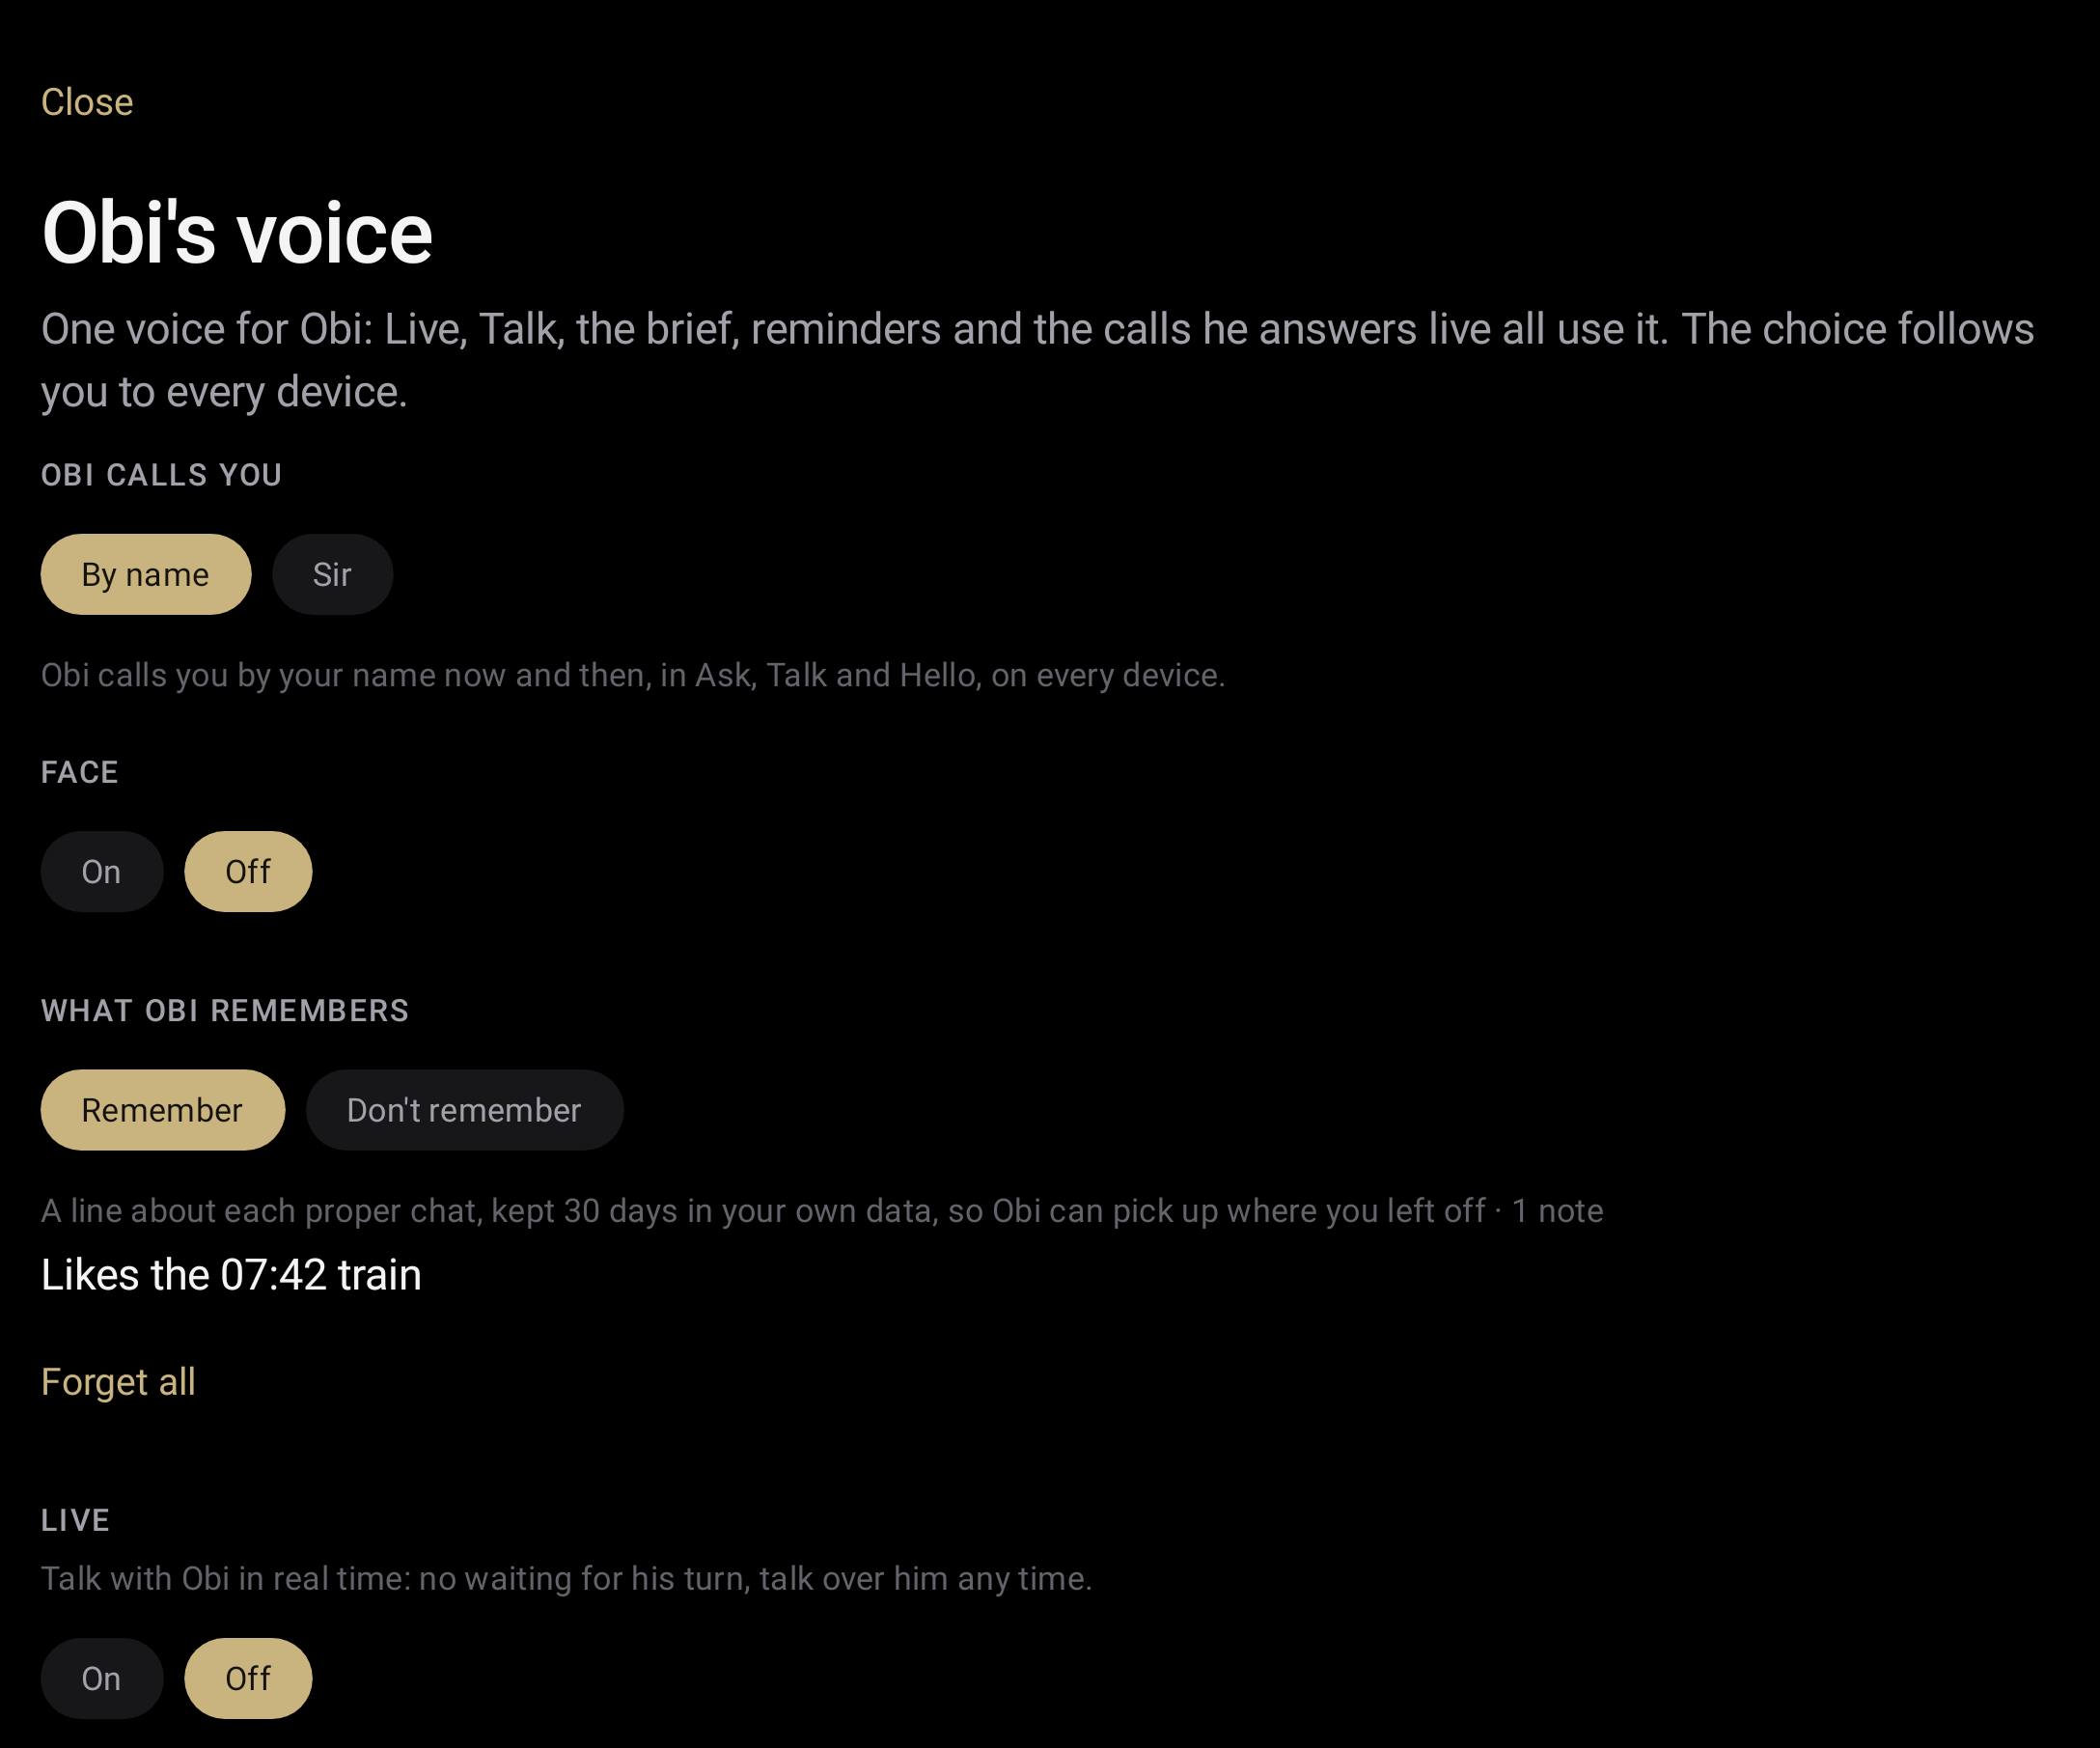 Close
Obi's voice
One voice for Obi: Live, Talk, the brief, reminders and the calls he answers live all use it. The choice follows
you to every device.
OBI CALLS YOU
By name Sir
Obi calls you by your name now and then, in Ask, Talk and Hello, on every device.
FACE
On Off
WHAT OBI REMEMBERS
Remember Don't remember
A line about each proper chat, kept 30 days in your own data, so Obi can pick up where you left off · 1 note
Likes the 07:42 train
Forget all
LIVE
Talk with Obi in real time: no waiting for his turn, talk over him any time.
On Off